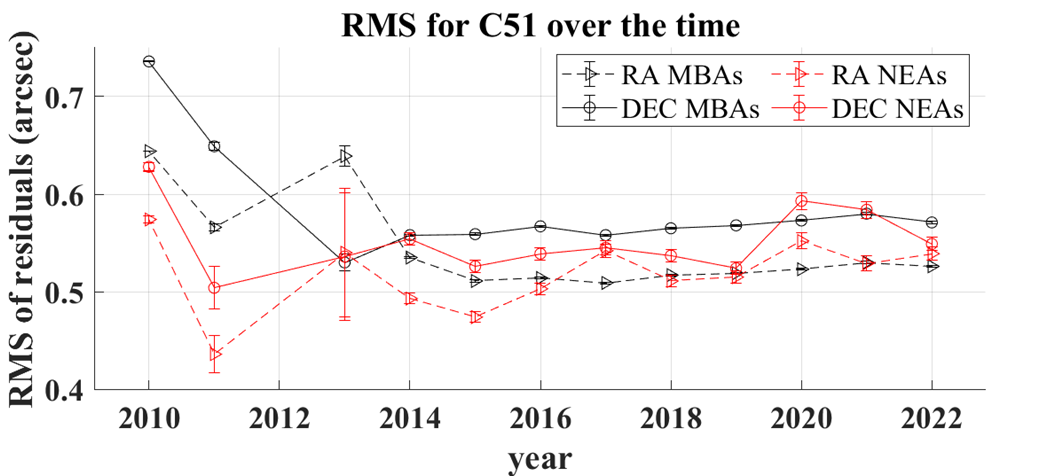 RMS for C51 over the time
RA MBAs
RA NEAs
DEC MBAs
DEC NEAs
RMS of residuals (arcsec)
0.7
0.6
0.5
0.4
2010
2012
2014
2016
2018
2020
2022
year